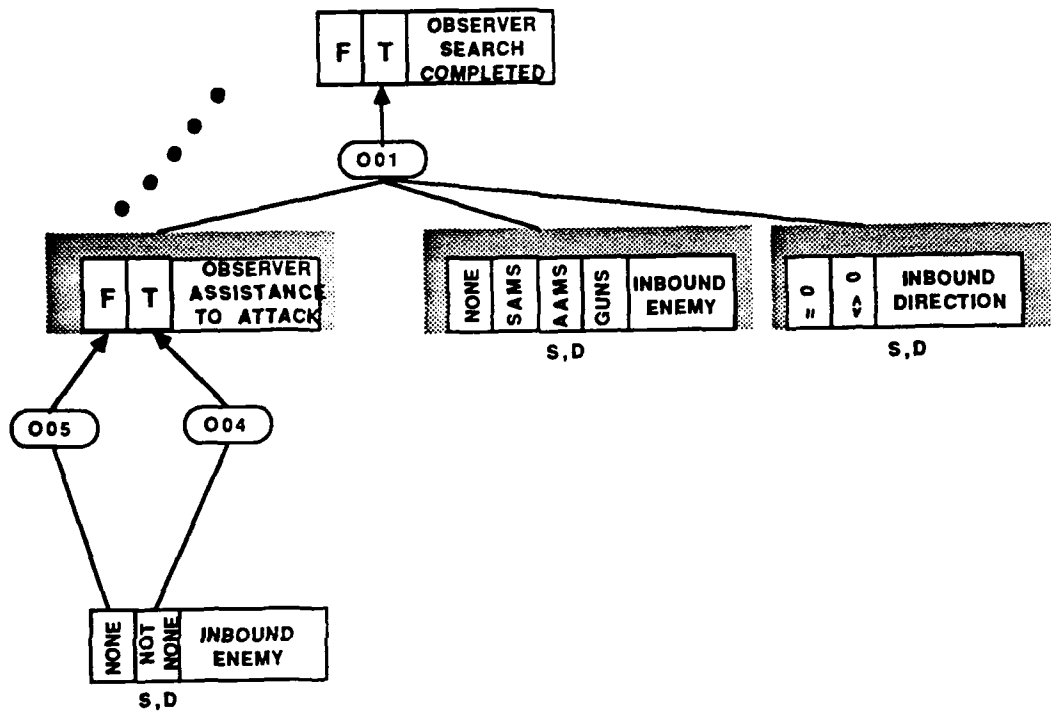 F T OBSERVER
SEARCH
COMPLETED
O01
F T OBSERVER
ASSISTANCE
TO ATTACK
NONE SAMS AAMS GUNS INBOUND
ENEMY
S,D
= 0 <> 0 INBOUND
DIRECTION
S,D
O05 O04
NONE NOT
NONE INBOUND
ENEMY
S,D